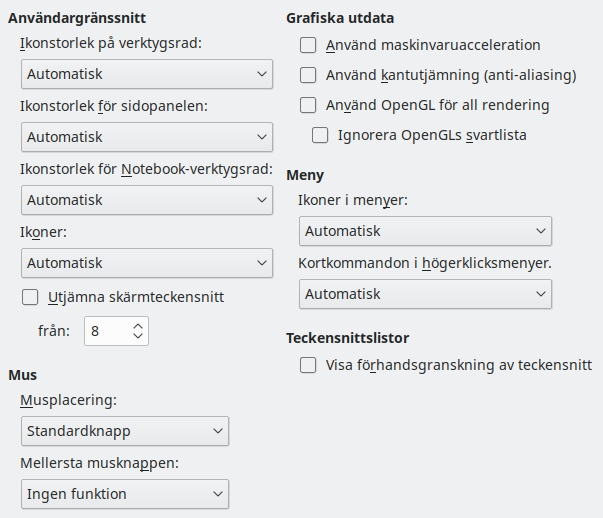 Användargränssnitt
Ikonstorlek på verktygsrad:
Automatisk
Ikonstorlek för sidopanelen:
Automatisk
Ikonstorlek för Notebook-verktygsrad:
Automatisk
Ikoner:
Automatisk
Utjämna skärmteckensnitt
från: 8
Mus
Musplacering:
Standardknapp
Mellersta musknappen:
Ingen funktion
Grafiska utdata
Använd maskinvaruacceleration
Använd kantutjämning (anti-aliasing)
Använd OpenGL för all rendering
Ignorera OpenGLs svartlista
Meny
Ikoner i menyer:
Automatisk
Kortkommandon i högerklicksmenyer.
Automatisk
Teckensnittslistor
Visa förhandsgranskning av teckensnitt